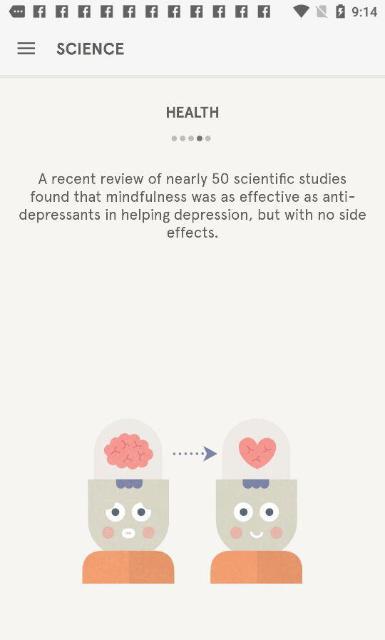 9:14
SCIENCE
HEALTH
A recent review of nearly 50 scientific studies
found that mindfulness was as effective as anti-
depressants in helping depression, but with no side
effects.